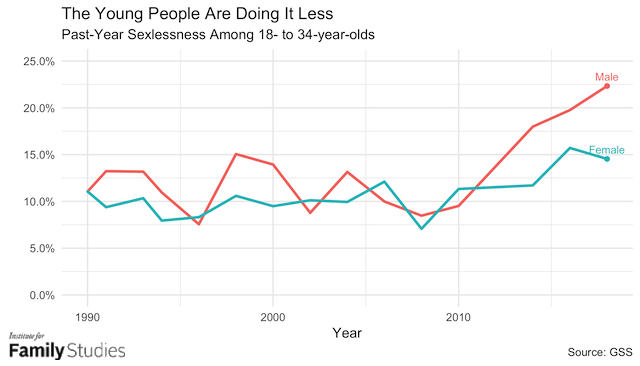 The Young People Are Doing It Less
Past-Year Sexlessness Among 18- to 34-year-olds
25.0%
20.0%
15.0%
10.0%
5.0%
0.0%
Male
Female
1990
2000
2010
Year
Institute for
Family Studies
Source: GSS